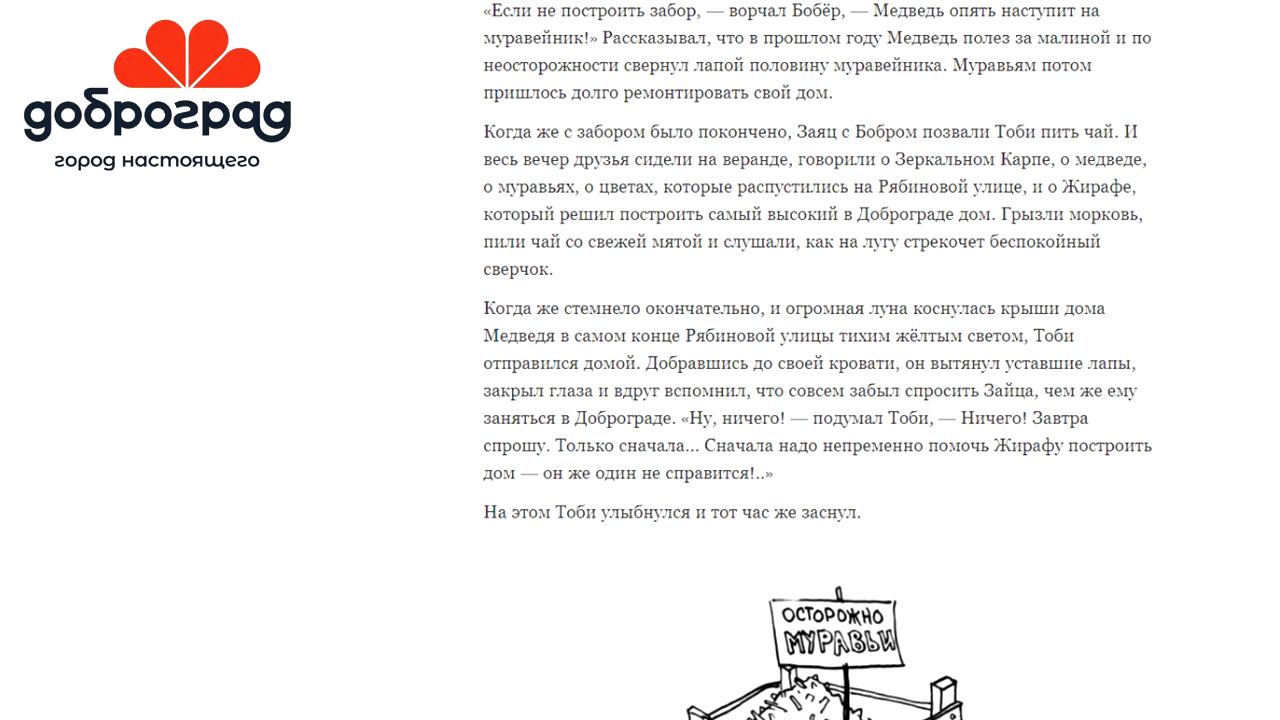 доброград
город настоящего
«Если не построить забор, — ворчал Бобёр, — Медведь опять наступит на
муравейник!» Рассказывал, что в прошлом году Медведь полез за малиной и по
неосторожности свернул лапой половину муравейника. Муравьям потом
пришлось долго ремонтировать свой дом.
Когда же с забором было покончено, Заяц с Бобром позвали Тоби пить чай. И
весь вечер друзья сидели на веранде, говорили о Зеркальном Карпе, о медведе,
о муравьях, о цветах, которые распустились на Рябиновой улице, и о Жирафе,
который решил построить самый высокий в Доброграде дом. Грызли морковь,
пили чай со свежей мятой и слушали, как на лугу стрекочет беспокойный
сверчок.
Когда же стемнело окончательно, и огромная луна коснулась крыши дома
Медведя в самом конце Рябиновой улицы тихим жёлтым светом, Тоби
отправился домой. Добравшись до своей кровати, он вытянул уставшие лапы,
закрыл глаза и вдруг вспомнил, что совсем забыл спросить Зайца, чем же ему
заняться в Доброграде. «Ну, ничего! — подумал Тоби, — Ничего! Завтра
спрошу. Только сначала... Сначала надо непременно помочь Жирафу построить
дом — он же один не справится!..»
На этом Тоби улыбнулся и тот час же заснул.
ОСТОРОЖНО
МУРАВЬИ